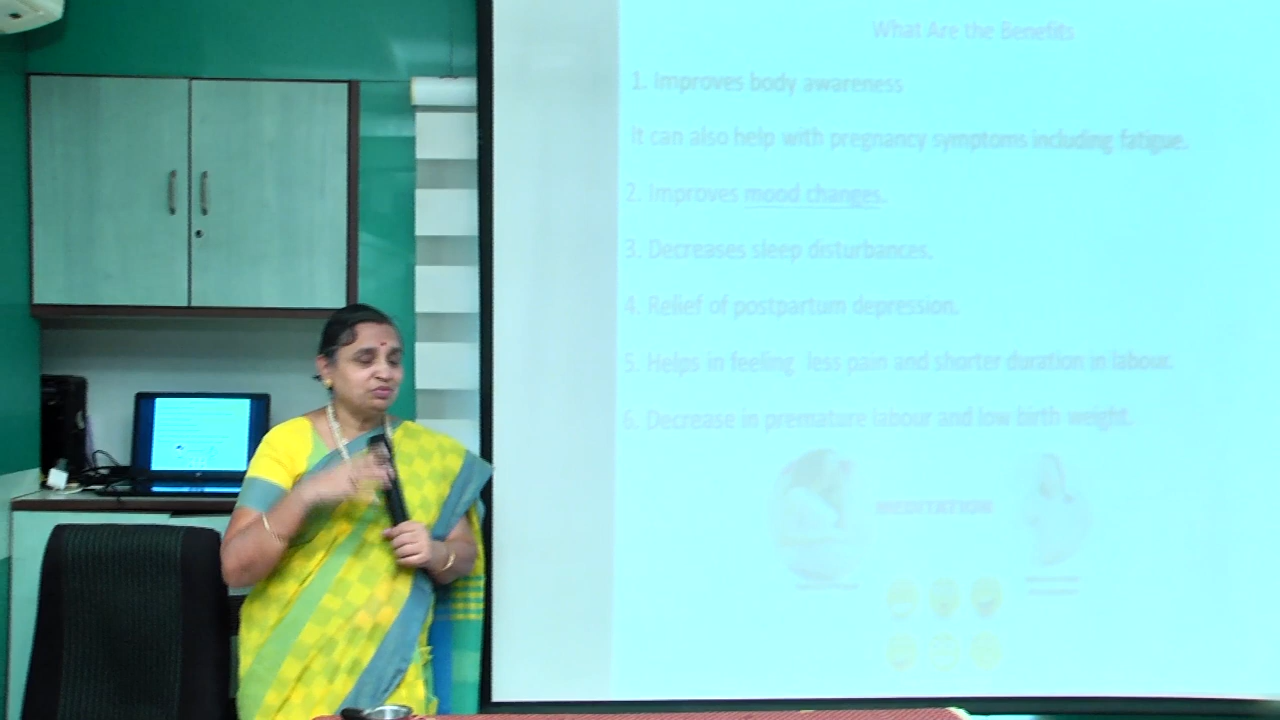 What Are the Benefits
1. Improves body awareness
It can also help with pregnancy symptoms including fatigue.
2. Improves mood changes.
3. Decreases sleep disturbances.
4. Relief of postpartum depression.
5. Helps in feeling less pain and shorter duration in labour.
6. Decrease in premature labour and low birth weight.
MEDITATION